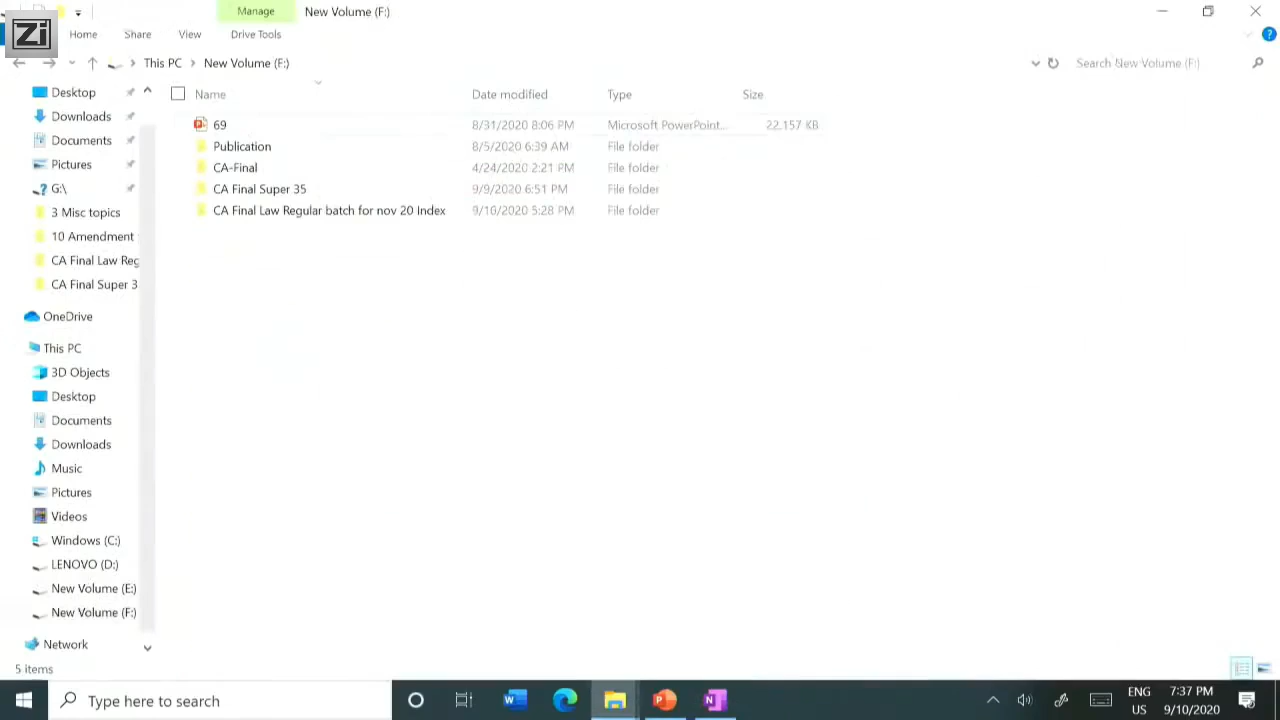 Manage
New Volume (F:)
Zi
Home
Share
View
Drive Tools
?
This PC
New Volume (F:)
Search New Volume (F:)
Name
Date modified
Type
Size
69
8/31/2020 8:06 PM
Microsoft PowerPoint...
22,157 KB
Publication
8/5/2020 6:39 AM
File folder
CA-Final
4/24/2020 2:21 PM
File folder
CA Final Super 35
9/9/2020 6:51 PM
File folder
CA Final Law Regular batch for nov 20 Index
9/10/2020 5:28 PM
File folder
Desktop
Downloads
Documents
Pictures
G:\
3 Misc topics
10 Amendment
CA Final Law Reg
CA Final Super 3
OneDrive
This PC
3D Objects
Desktop
Documents
Downloads
Music
Pictures
Videos
Windows (C:)
LENOVO (D:)
New Volume (E:)
New Volume (F:)
Network
5 items
Type here to search
ENG
US
7:37 PM
9/10/2020